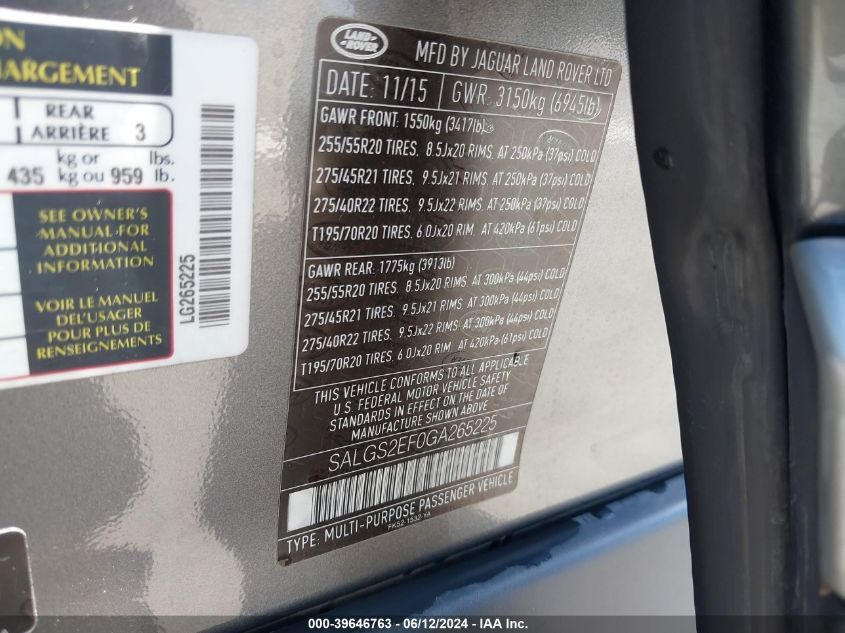 ON
HARGEMENT
REAR
ARRIÈRE 3
kg or lbs.
435 kg ou 959 lb.
SEE OWNER'S
MANUAL FOR
ADDITIONAL
INFORMATION
VOIR LE MANUEL
DEL'USAGER
POUR PLUS DE
RENSEIGNEMENTS
LG265225
LAND-
ROVER
MFD BY JAGUAR LAND ROVER LTD
DATE: 11/15 GWR 3150kg (6945lb)
GAWR FRONT: 1550kg (3417lb)
255/55R20 TIRES, 8.5Jx20 RIMS, AT 250kPa (37psi) COLD
275/45R21 TIRES, 9.5Jx21 RIMS, AT 250kPa (37psi) COLD
275/40R22 TIRES, 9.5Jx22 RIMS, AT 250kPa (37psi) COLD
T195/70R20 TIRES, 6.0Jx20 RIM, AT 420kPa (61psi) COLD
GAWR REAR: 1775kg (3913lb)
255/55R20 TIRES, 8.5Jx20 RIMS, AT 300kPa (44psi) COLD
275/45R21 TIRES, 9.5Jx21 RIMS, AT 300kPa (44psi) COLD
275/40R22 TIRES, 9.5Jx22 RIMS, AT 300kPa (44psi) COLD
T195/70R20 TIRES, 6.0Jx20 RIM, AT 420kPa (61psi) COLD
THIS VEHICLE CONFORMS TO ALL APPLICABLE
U.S. FEDERAL MOTOR VEHICLE SAFETY
STANDARDS IN EFFECT ON THE DATE OF
MANUFACTURE SHOWN ABOVE
SALGS2EF0GA265225
TYPE: MULTI-PURPOSE PASSENGER VEHICLE
FK52-1532-YA
000-39646763 - 06/12/2024 - IAA Inc.